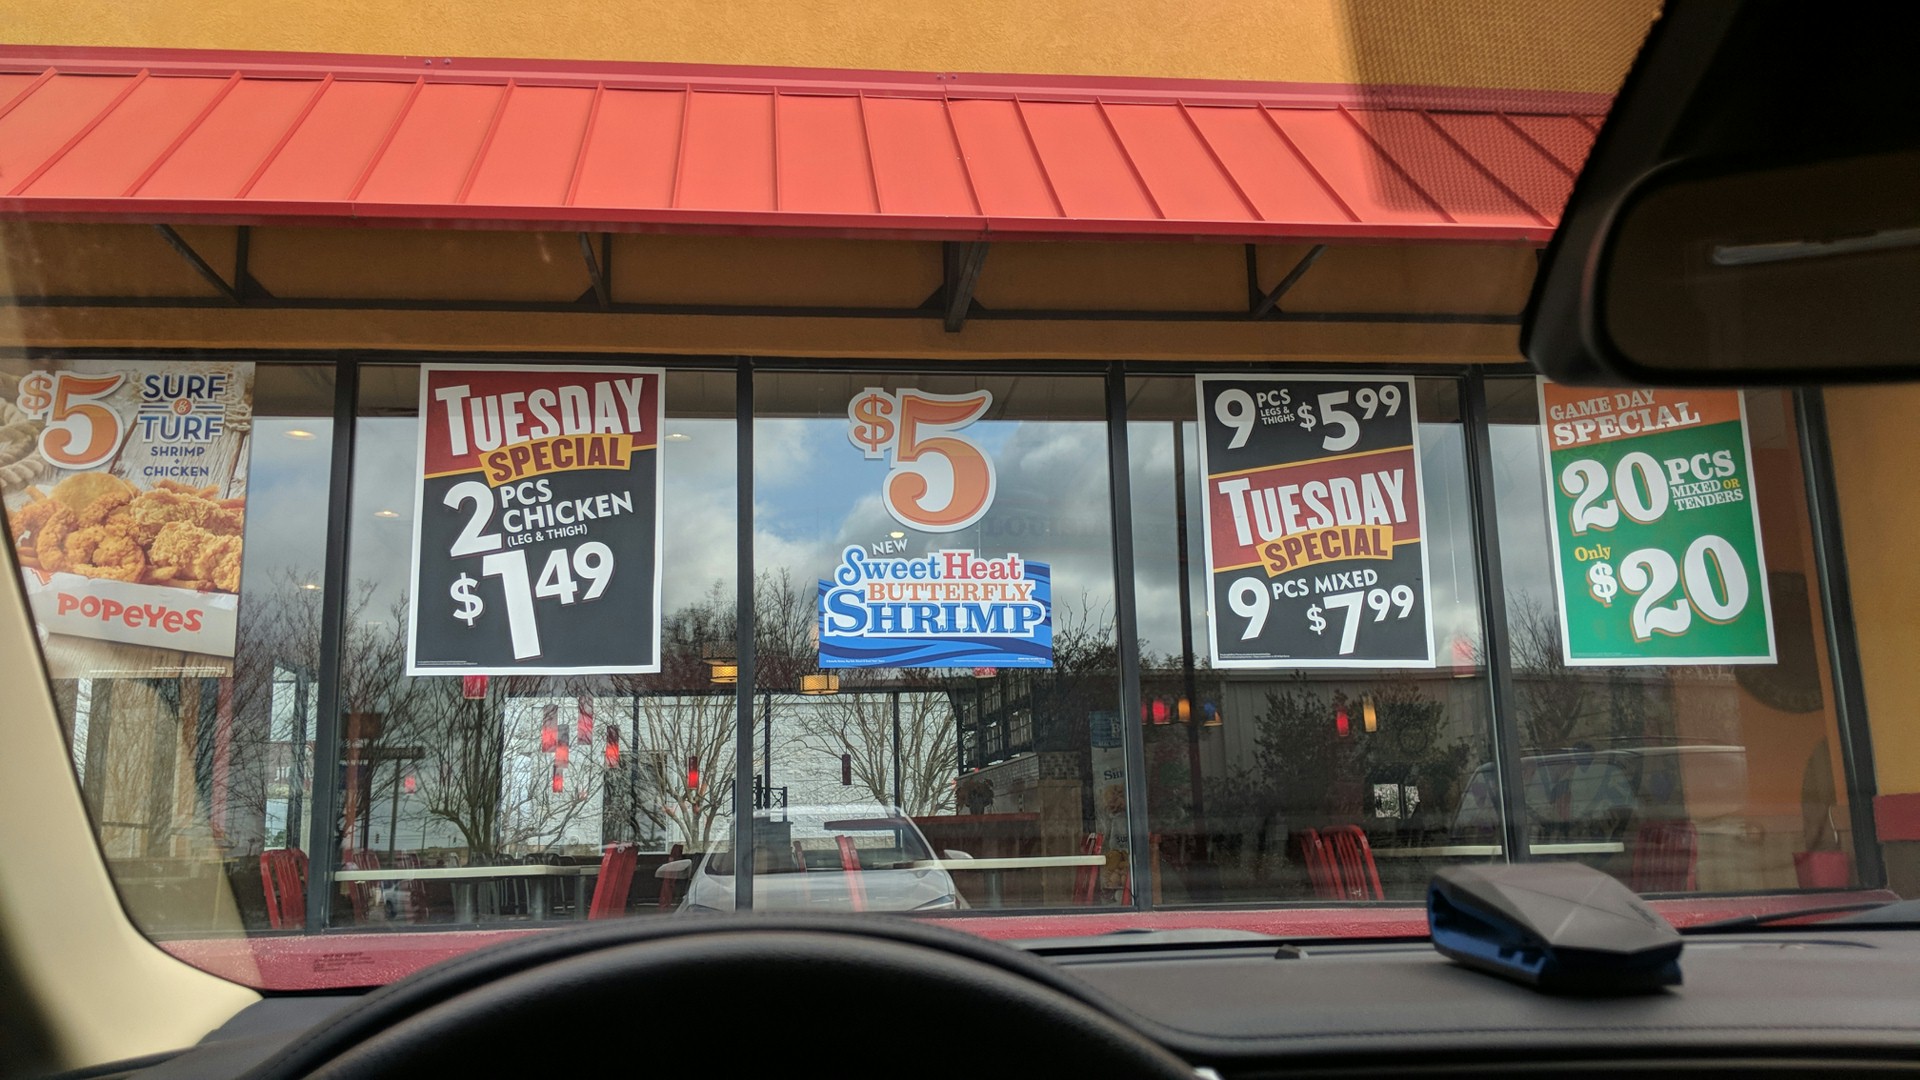 $5
SURF
&
TURF
SHRIMP
+
CHICKEN
POPEYES
TUESDAY
SPECIAL
2 PCS
CHICKEN
(LEG & THIGH)
$1 49
$5
NEW
SweetHeat
BUTTERFLY
SHRIMP
9 PCS
LEGS &
THIGHS
$5 99
TUESDAY
SPECIAL
9 PCS MIXED
$7 99
GAME DAY
SPECIAL
20 PCS
MIXED OR
TENDERS
Only
$20